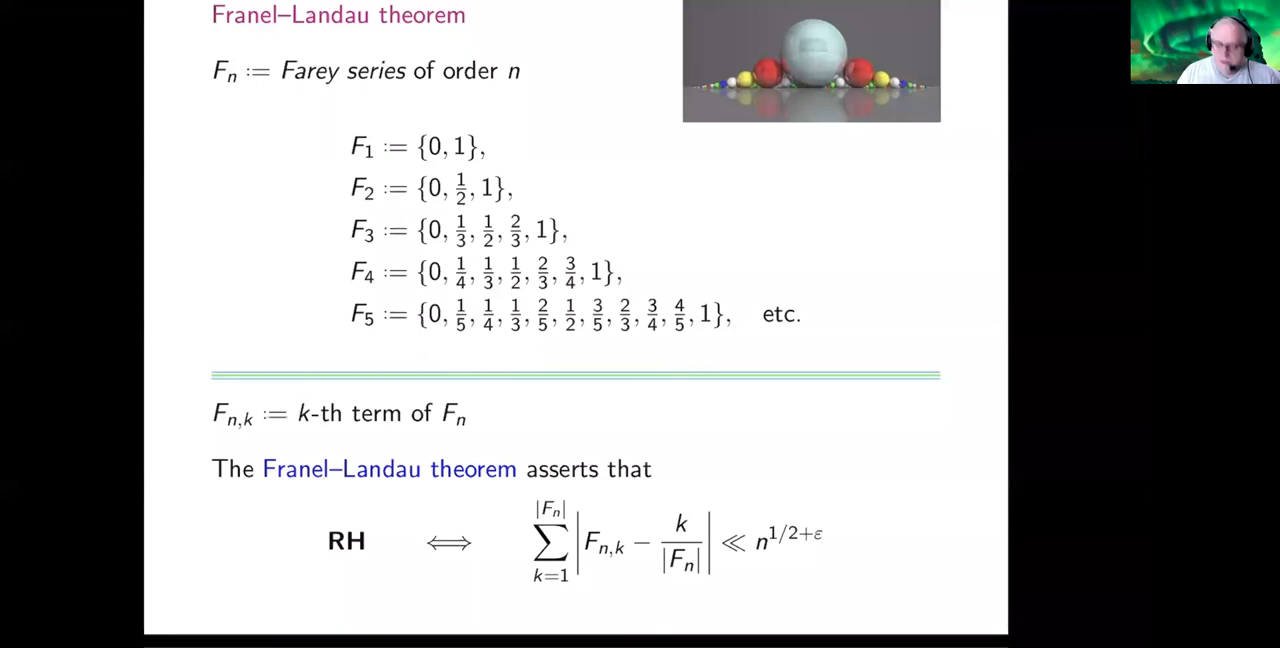 Franel–Landau theorem
Fₙ := Farey series of order n
F₁ := {0, 1},
F₂ := {0, 1/2, 1},
F₃ := {0, 1/3, 1/2, 2/3, 1},
F₄ := {0, 1/4, 1/3, 1/2, 2/3, 3/4, 1},
F₅ := {0, 1/5, 1/4, 1/3, 2/5, 1/2, 3/5, 2/3, 3/4, 4/5, 1}, etc.
Fₙ,ₖ := k-th term of Fₙ
The Franel–Landau theorem asserts that
RH ⟺ ∑_{k=1}^{|Fₙ|} |Fₙ,ₖ − k/|Fₙ|| ≪ n^{1/2+ε}